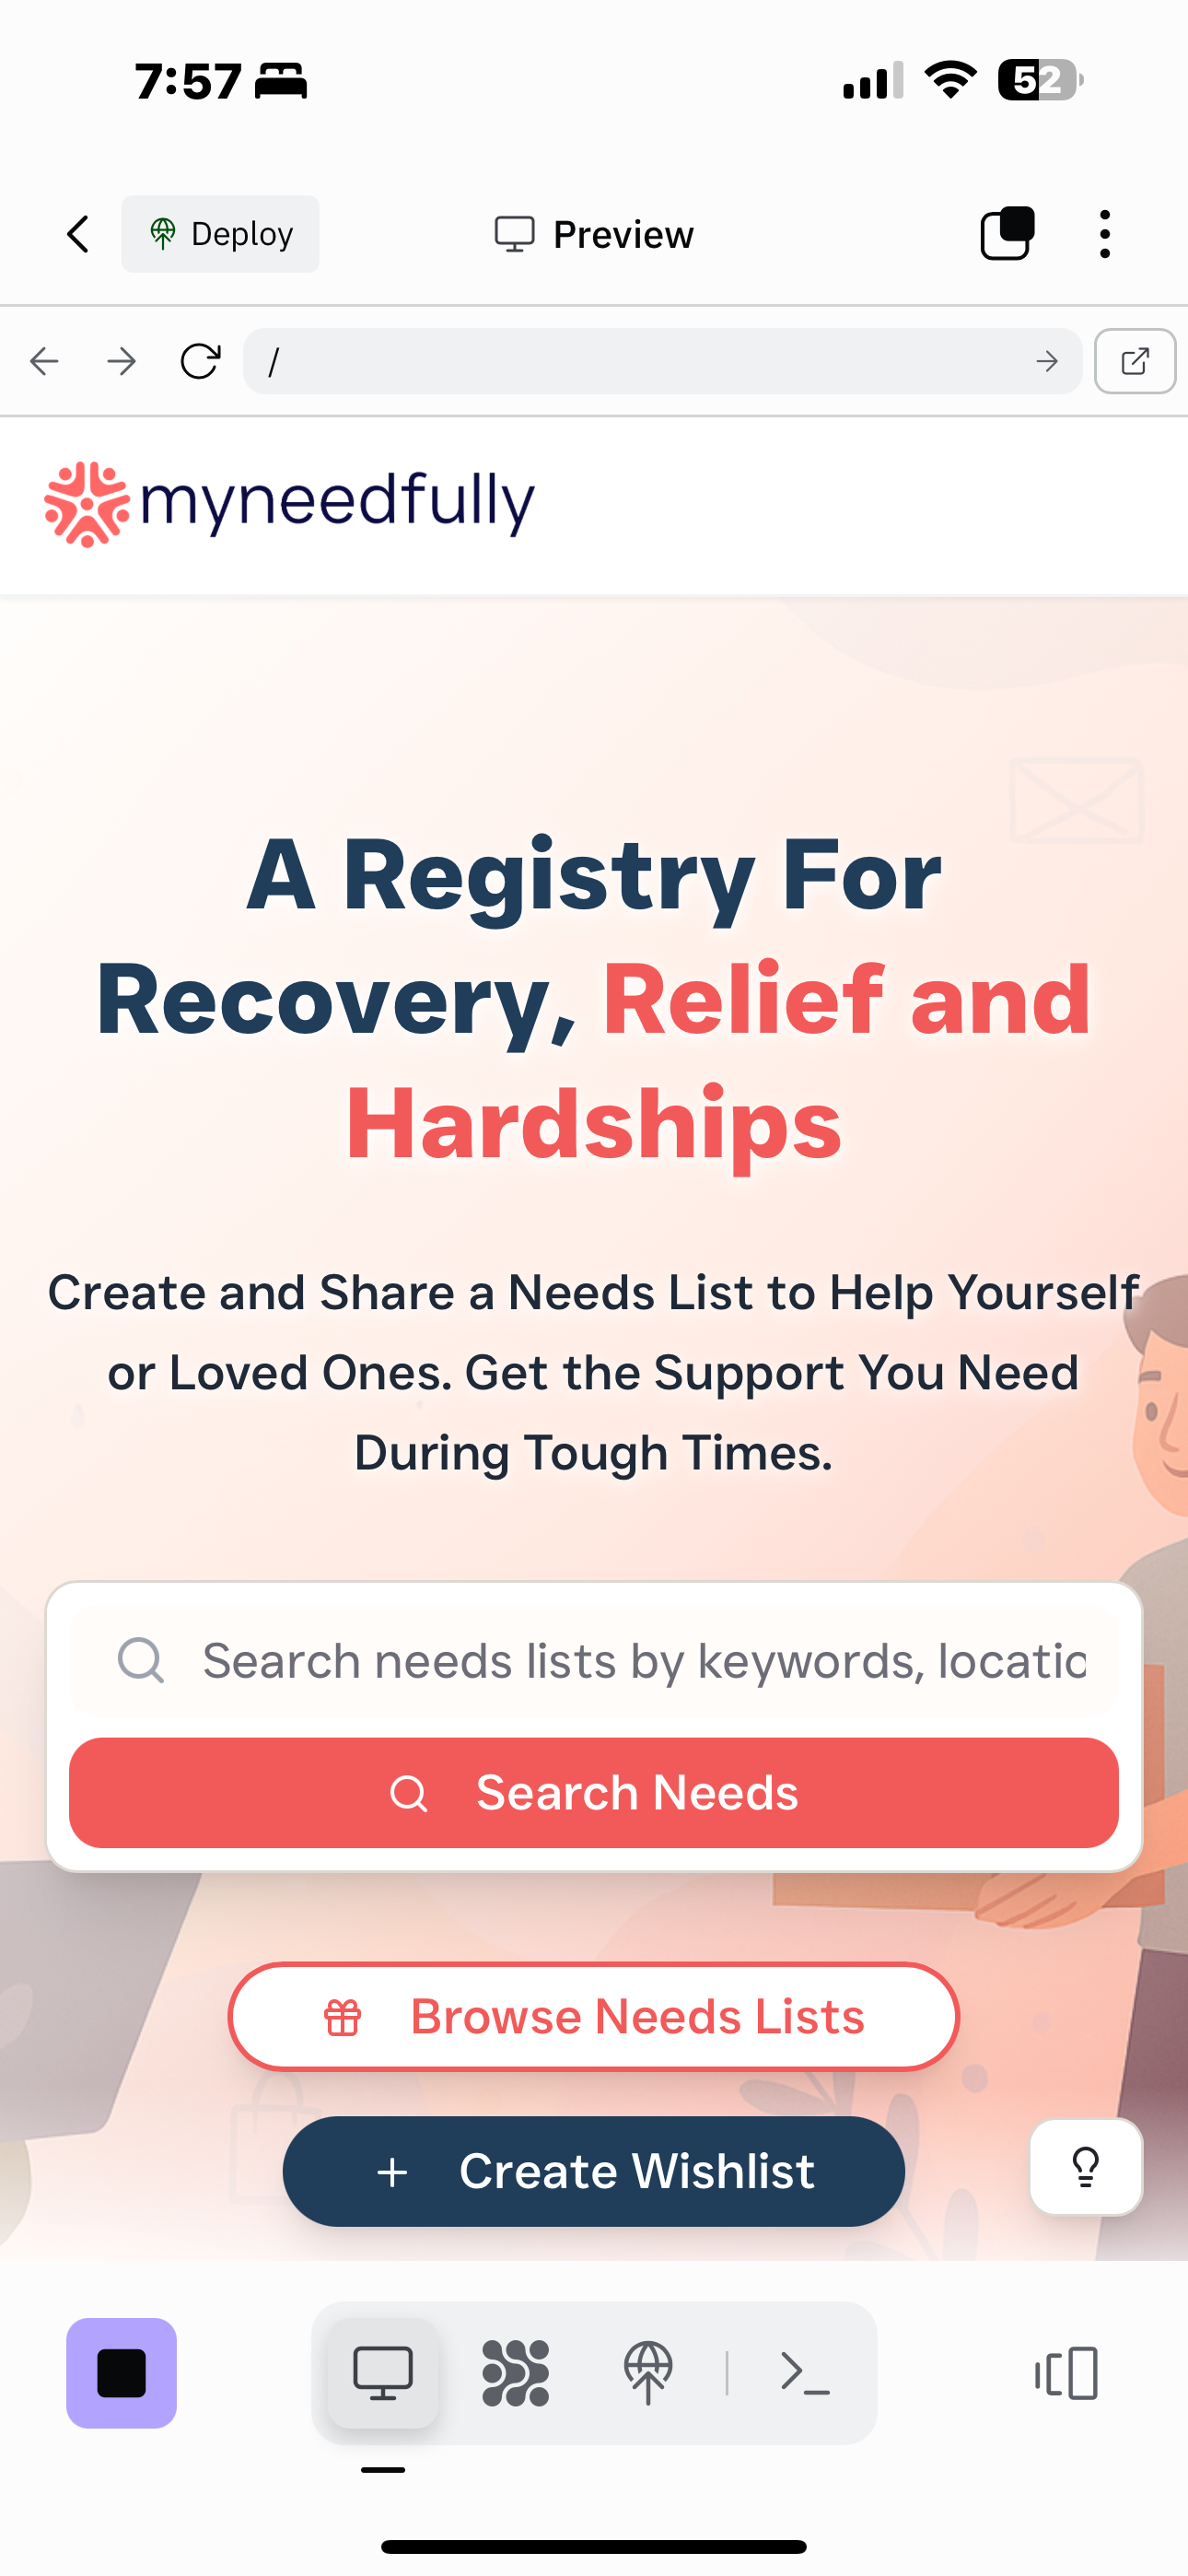 7:57
52
Deploy
Preview
/
myneedfully
A Registry For
Recovery, Relief and
Hardships
Create and Share a Needs List to Help Yourself
or Loved Ones. Get the Support You Need
During Tough Times.
Search needs lists by keywords, locatio
Search Needs
Browse Needs Lists
Create Wishlist